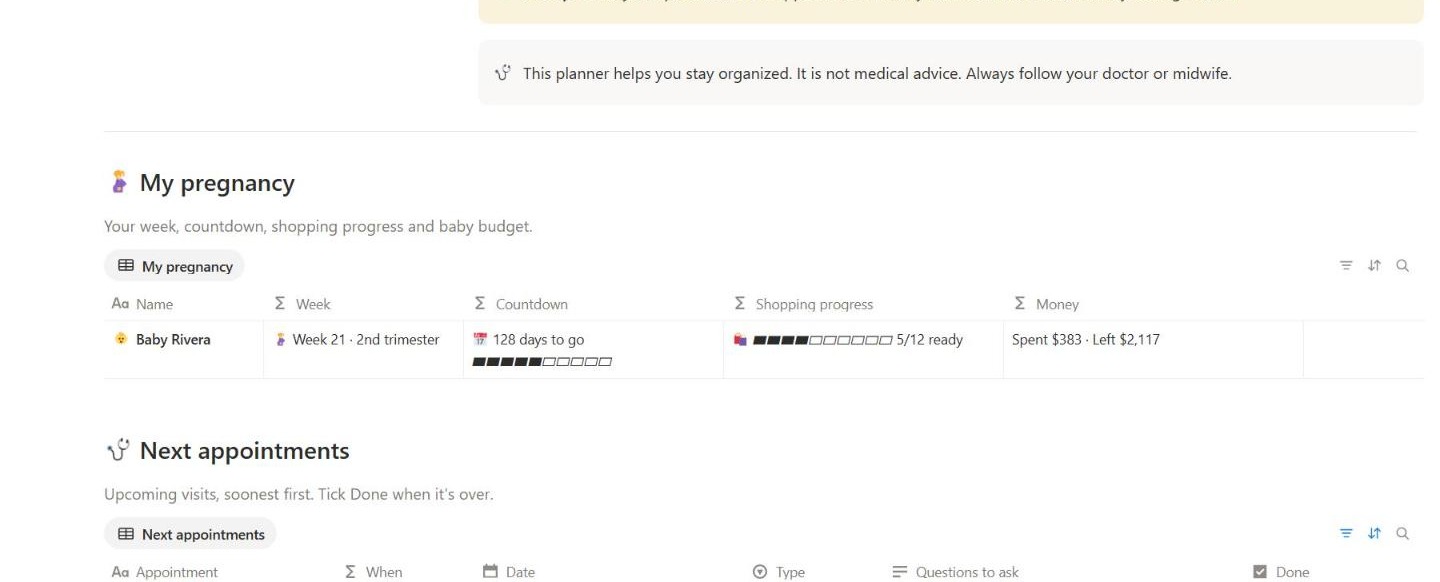 This planner helps you stay organized. It is not medical advice. Always follow your doctor or midwife.
My pregnancy
Your week, countdown, shopping progress and baby budget.
My pregnancy
Aa Name Week Countdown Shopping progress Money
Baby Rivera Week 21 · 2nd trimester 128 days to go 5/12 ready Spent $383 · Left $2,117
Next appointments
Upcoming visits, soonest first. Tick Done when it's over.
Next appointments
Aa Appointment When Date Type Questions to ask Done